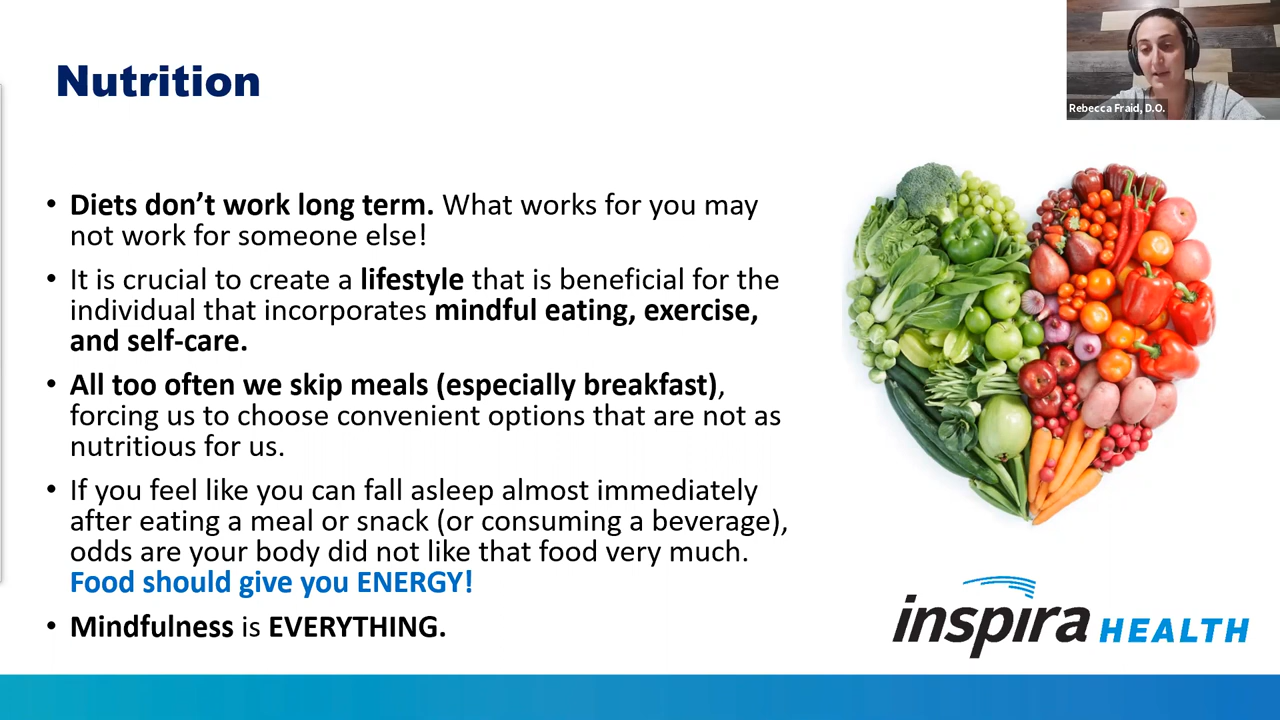 Nutrition
Rebecca Fraid, D.O.
• Diets don’t work long term. What works for you may
not work for someone else!
• It is crucial to create a lifestyle that is beneficial for the
individual that incorporates mindful eating, exercise,
and self-care.
• All too often we skip meals (especially breakfast),
forcing us to choose convenient options that are not as
nutritious for us.
• If you feel like you can fall asleep almost immediately
after eating a meal or snack (or consuming a beverage),
odds are your body did not like that food very much.
Food should give you ENERGY!
• Mindfulness is EVERYTHING.
inspira HEALTH